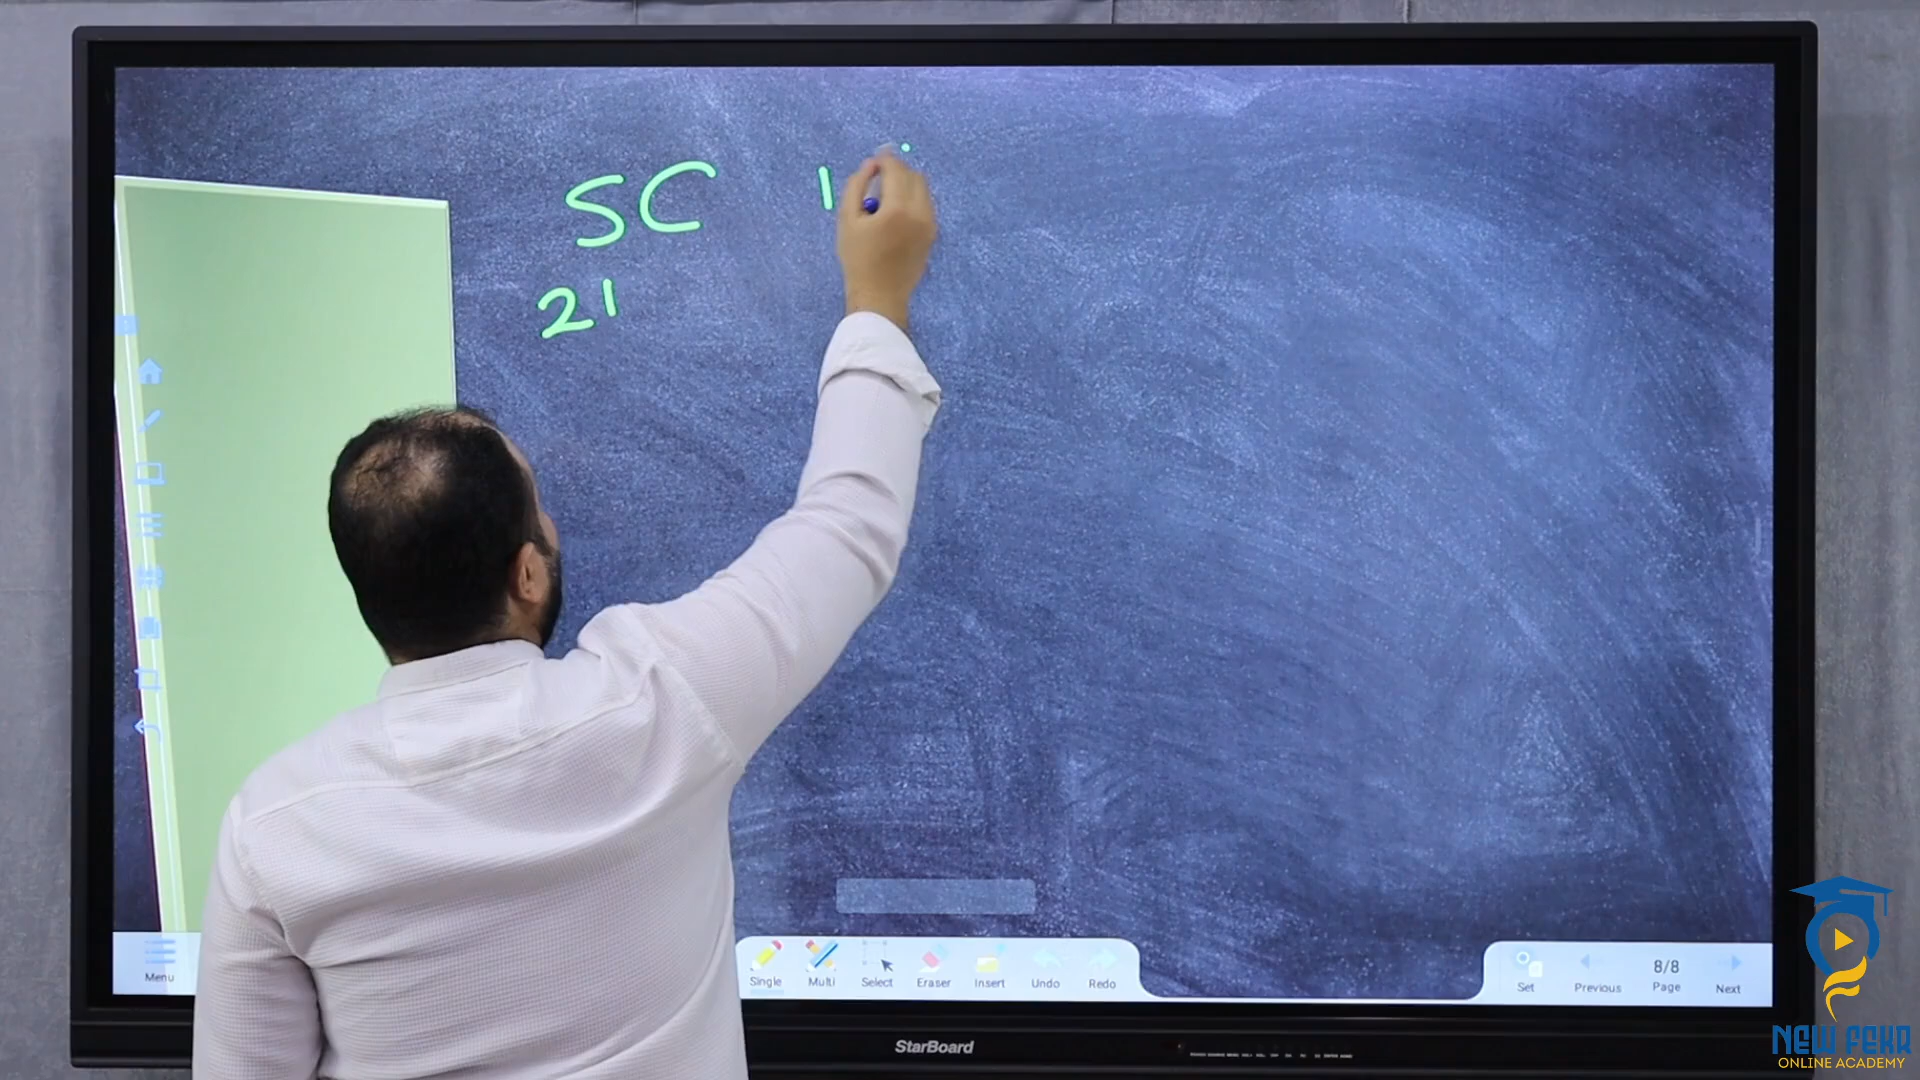 SC 1
21
Menu
Single Multi Select Eraser Insert Undo Redo
Set Previous 8/8 Page Next
StarBoard
NEW FEKR
ONLINE ACADEMY